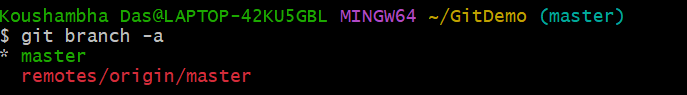 Koushambha Das@LAPTOP-42KU5GBL MINGW64 ~/GitDemo (master)
$ git branch -a
* master
  remotes/origin/master